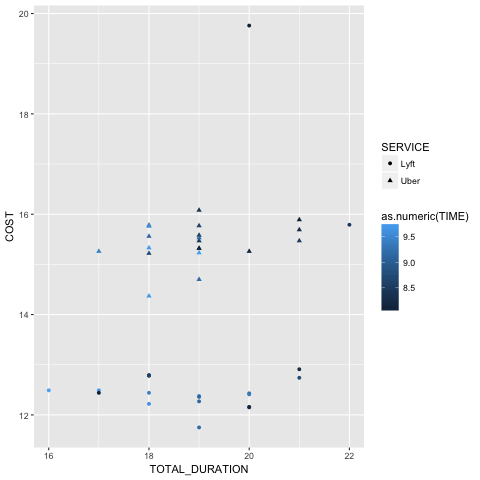 20
18
16
14
12
COST
16
18
20
22
TOTAL_DURATION
SERVICE
Lyft
Uber
as.numeric(TIME)
9.5
9.0
8.5